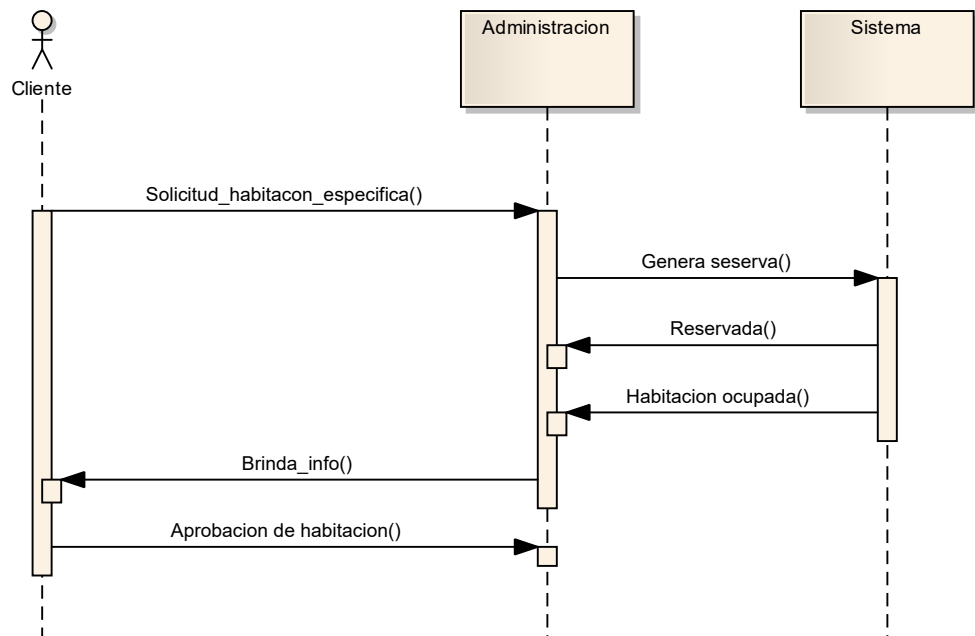 Administracion
Sistema
Cliente
Solicitud_habitacon_especifica()
Genera seserva()
Reservada()
Habitacion ocupada()
Brinda_info()
Aprobacion de habitacion()